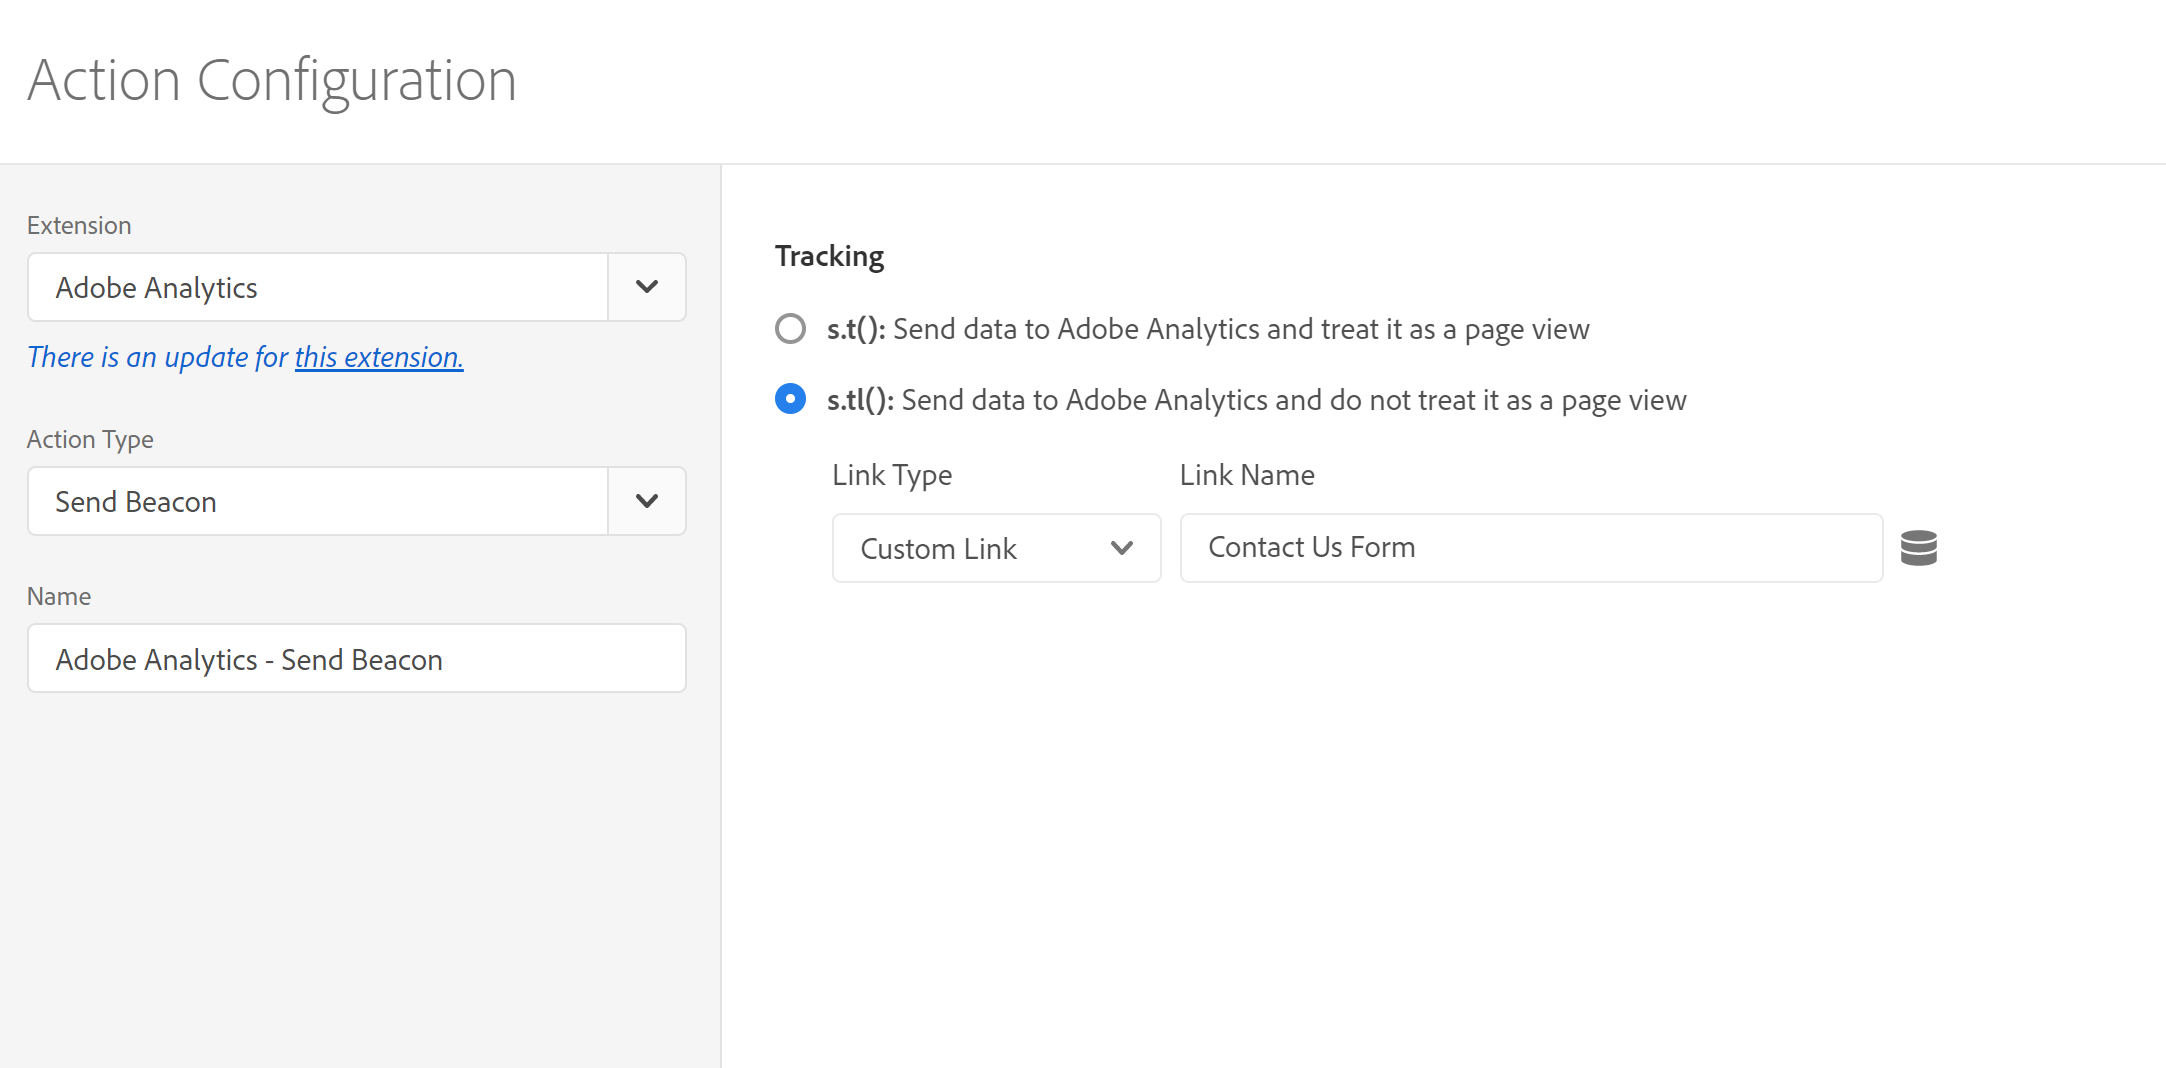 Action Configuration
Extension
Adobe Analytics
There is an update for this extension.
Action Type
Send Beacon
Name
Adobe Analytics - Send Beacon
Tracking
s.t(): Send data to Adobe Analytics and treat it as a page view
s.tl(): Send data to Adobe Analytics and do not treat it as a page view
Link Type
Link Name
Custom Link
Contact Us Form